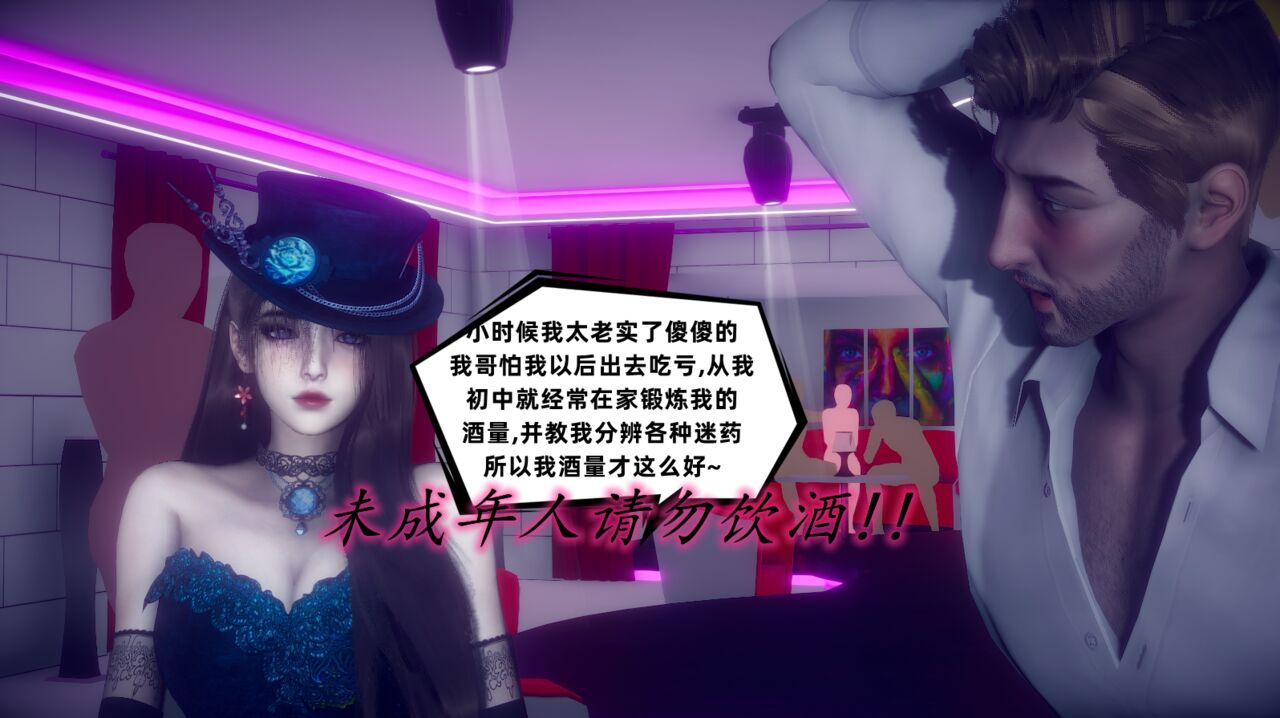 小时候我太老实了傻傻的
我哥怕我以后出去吃亏,从我
初中就经常在家锻炼我的
酒量,并教我分辨各种迷药
所以我酒量才这么好~
未成年人请勿饮酒!!